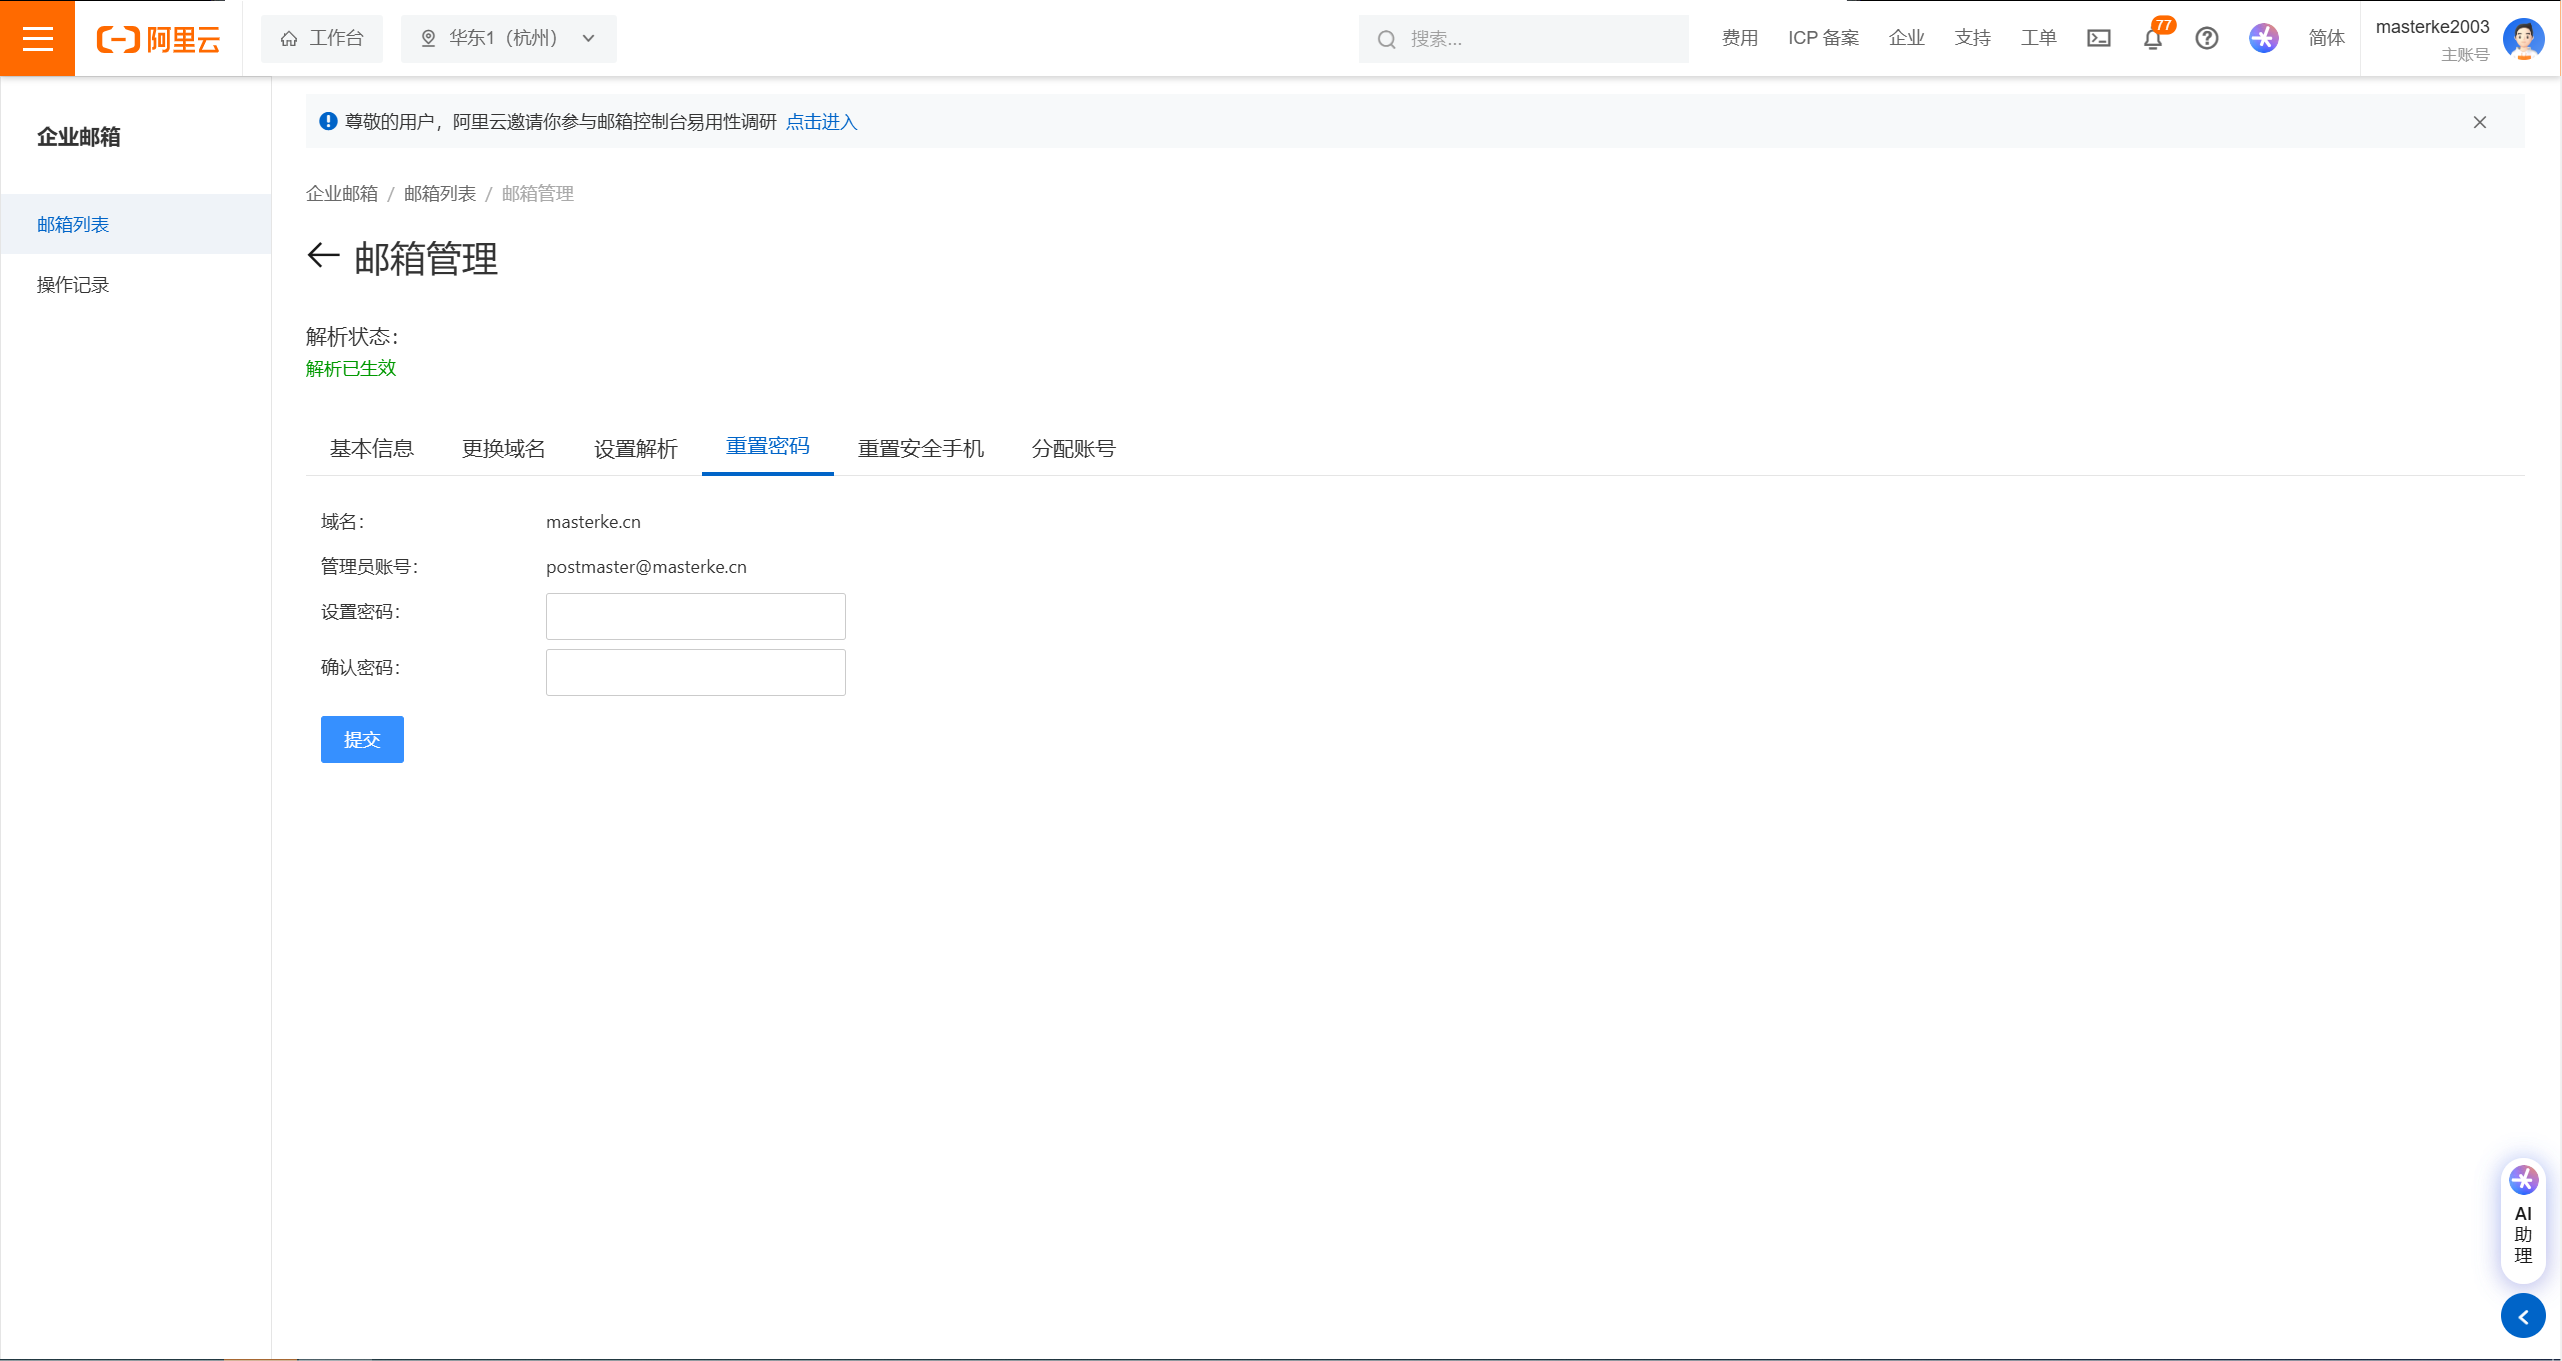 阿里云
工作台
华东1（杭州）
搜索...
费用
ICP 备案
企业
支持
工单
77
简体
masterke2003
主账号
企业邮箱
邮箱列表
操作记录
尊敬的用户，阿里云邀请你参与邮箱控制台易用性调研 点击进入
企业邮箱 / 邮箱列表 / 邮箱管理
邮箱管理
解析状态：
解析已生效
基本信息 更换域名 设置解析 重置密码 重置安全手机 分配账号
域名： masterke.cn
管理员账号： postmaster@masterke.cn
设置密码：
确认密码：
提交
AI
助
理